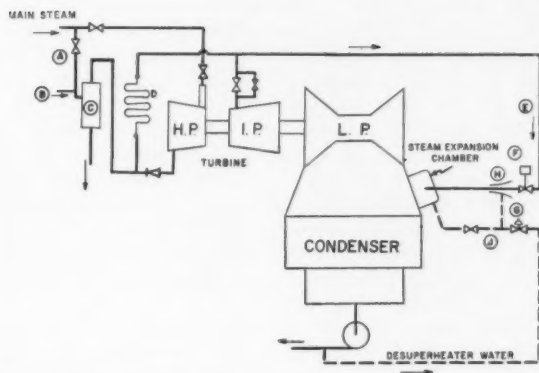 MAIN STEAM
A
B
C
D
E
F
G
H
J
H.P.
I.P.
L.P.
TURBINE
STEAM EXPANSION
CHAMBER
CONDENSER
DESUPERHEATER WATER